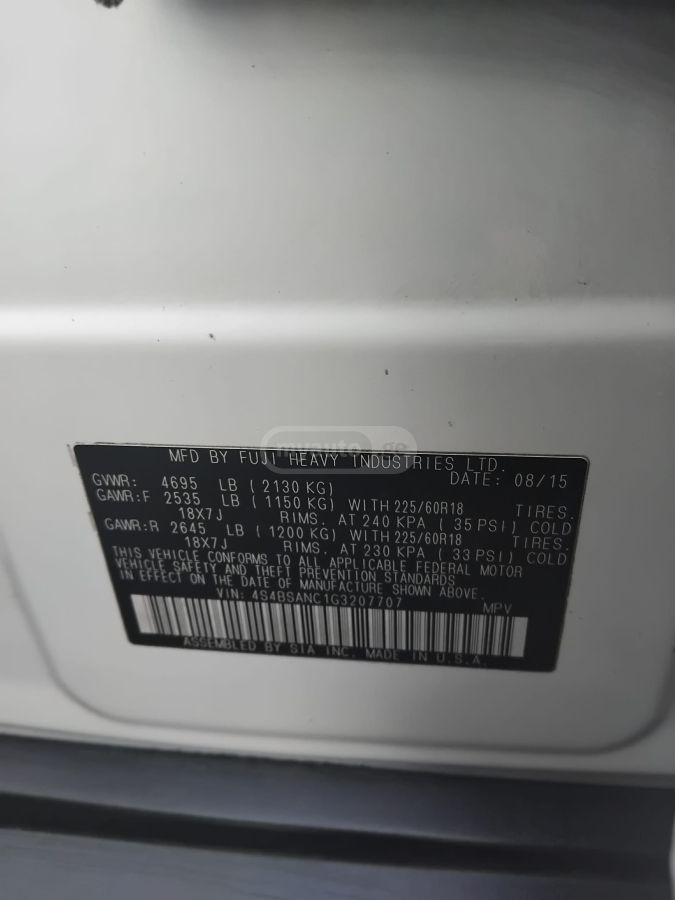 myauto.ge
MFD BY FUJI HEAVY INDUSTRIES LTD.
GVWR: 4695 LB (2130 KG) DATE: 08/15
GAWR:F 2535 LB (1150 KG) WITH 225/60R18 TIRES.
18X7J RIMS, AT 240 KPA (35 PSI) COLD
GAWR:R 2645 LB (1200 KG) WITH 225/60R18 TIRES.
18X7J RIMS, AT 230 KPA (33 PSI) COLD
THIS VEHICLE CONFORMS TO ALL APPLICABLE FEDERAL MOTOR
VEHICLE SAFETY AND THEFT PREVENTION STANDARDS
IN EFFECT ON THE DATE OF MANUFACTURE SHOWN ABOVE.
VIN: 4S4BSANC1G3207707 MPV
ASSEMBLED BY SIA INC. MADE IN U.S.A.